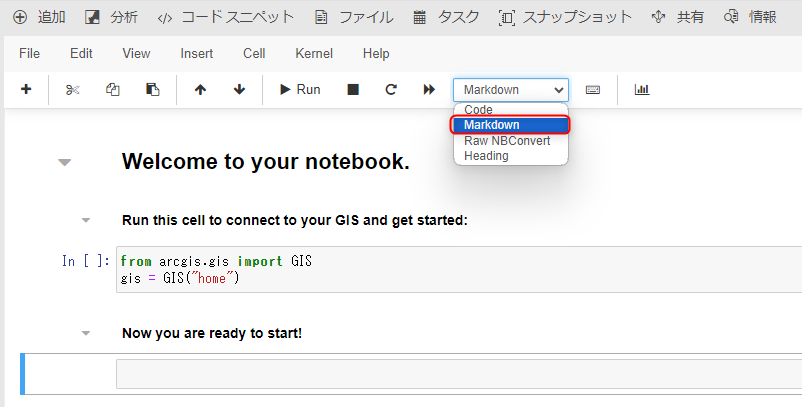 追加 分析 コード スニペット ファイル タスク スナップショット 共有 情報
File Edit View Insert Cell Kernel Help
Run Markdown
Code
Markdown
Raw NBConvert
Heading
Welcome to your notebook.
Run this cell to connect to your GIS and get started:
In [ ]: from arcgis.gis import GIS
gis = GIS("home")
Now you are ready to start!